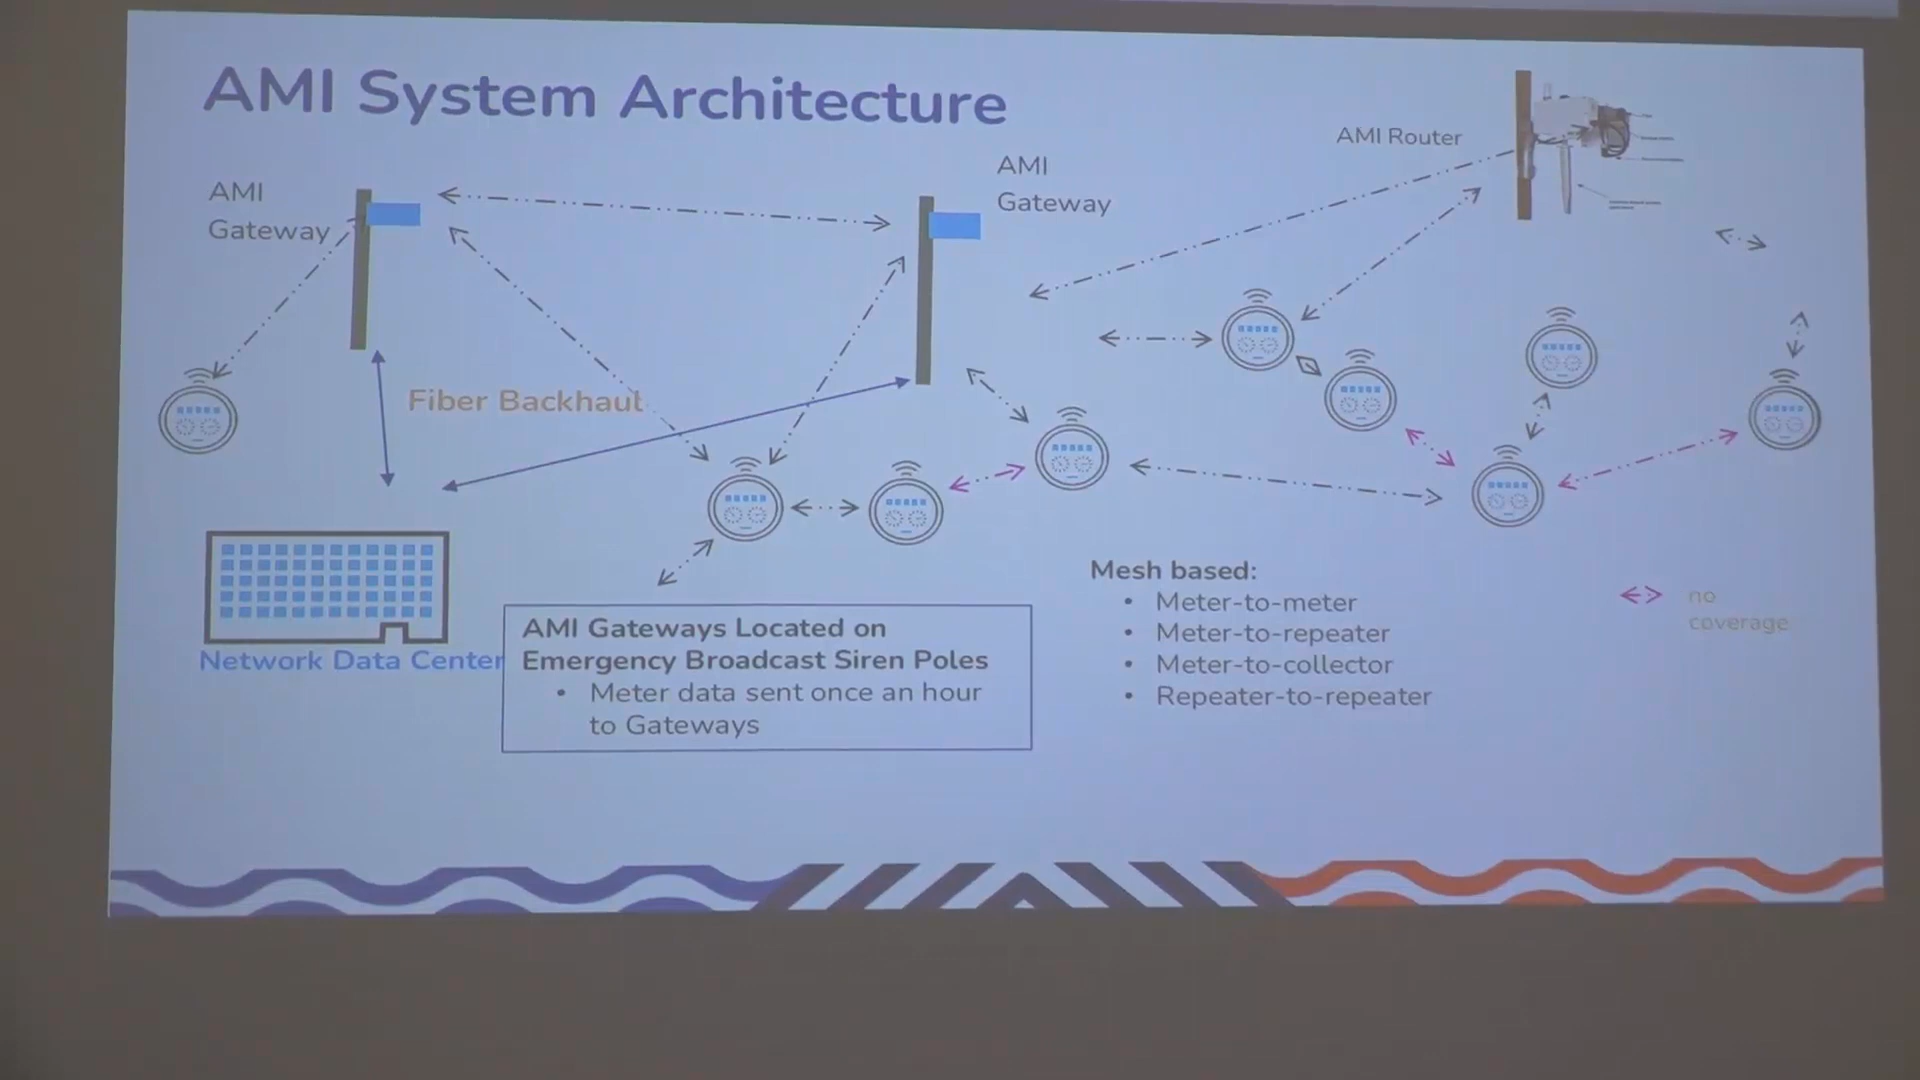 AMI System Architecture
AMI
Gateway
AMI
Gateway
AMI Router
Fiber Backhaul
Network Data Center
AMI Gateways Located on
Emergency Broadcast Siren Poles
• Meter data sent once an hour
to Gateways
Mesh based:
• Meter-to-meter
• Meter-to-repeater
• Meter-to-collector
• Repeater-to-repeater
no
coverage